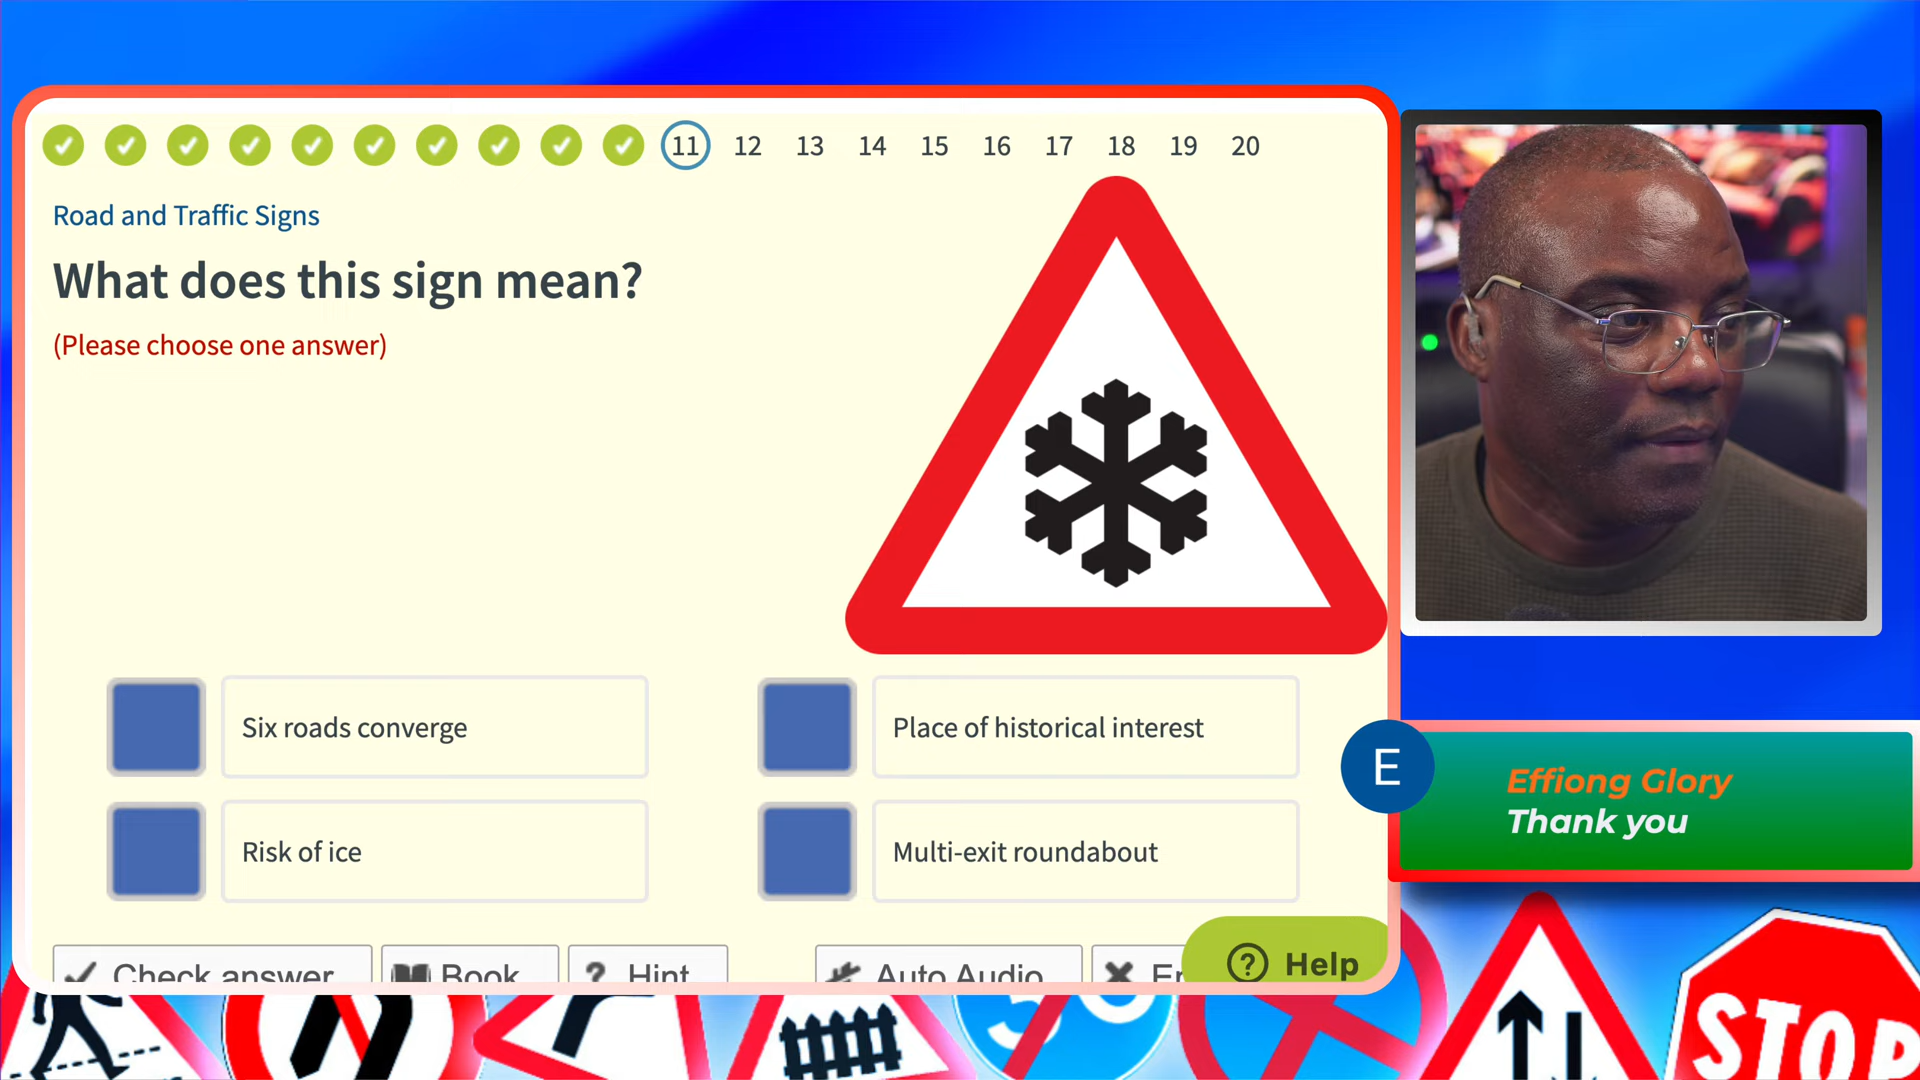 11 12 13 14 15 16 17 18 19 20
Road and Traffic Signs
What does this sign mean?
(Please choose one answer)
Six roads converge
Place of historical interest
Risk of ice
Multi-exit roundabout
Check answer
Book
? Hint
Auto Audio
? Help
E
Effiong Glory
Thank you
STOP